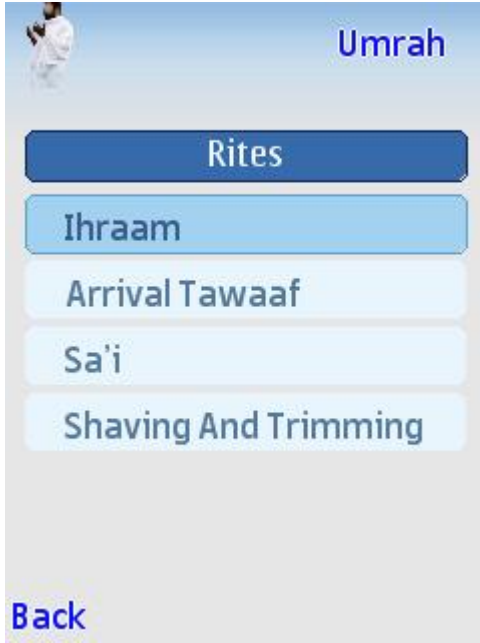 Umrah
Rites
Ihraam
Arrival Tawaaf
Sa'i
Shaving And Trimming
Back